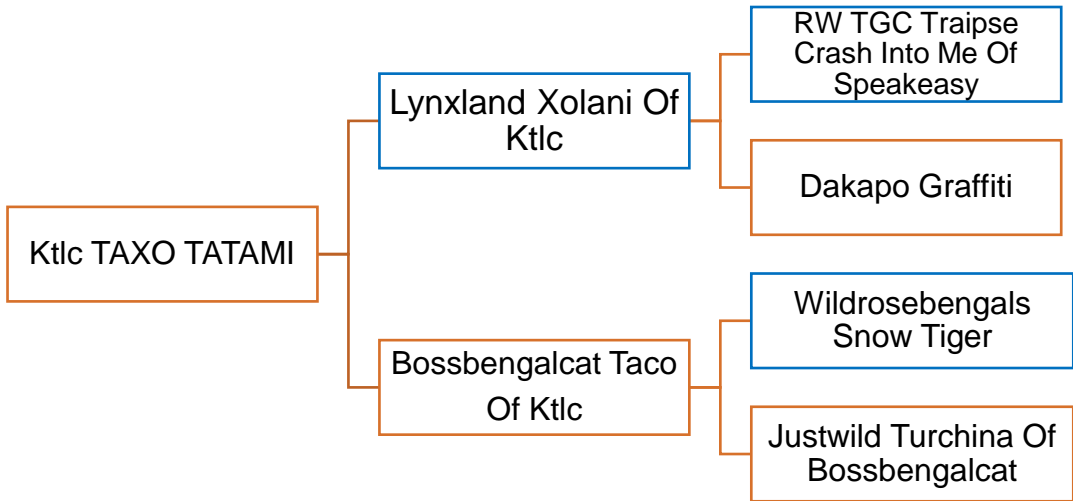 RW TGC Traipse
Crash Into Me Of
Speakeasy
Lynxland Xolani Of
Ktlc
Dakapo Graffiti
Ktlc TAXO TATAMI
Wildrosebengals
Snow Tiger
Bossbengalcat Taco
Of Ktlc
Justwild Turchina Of
Bossbengalcat